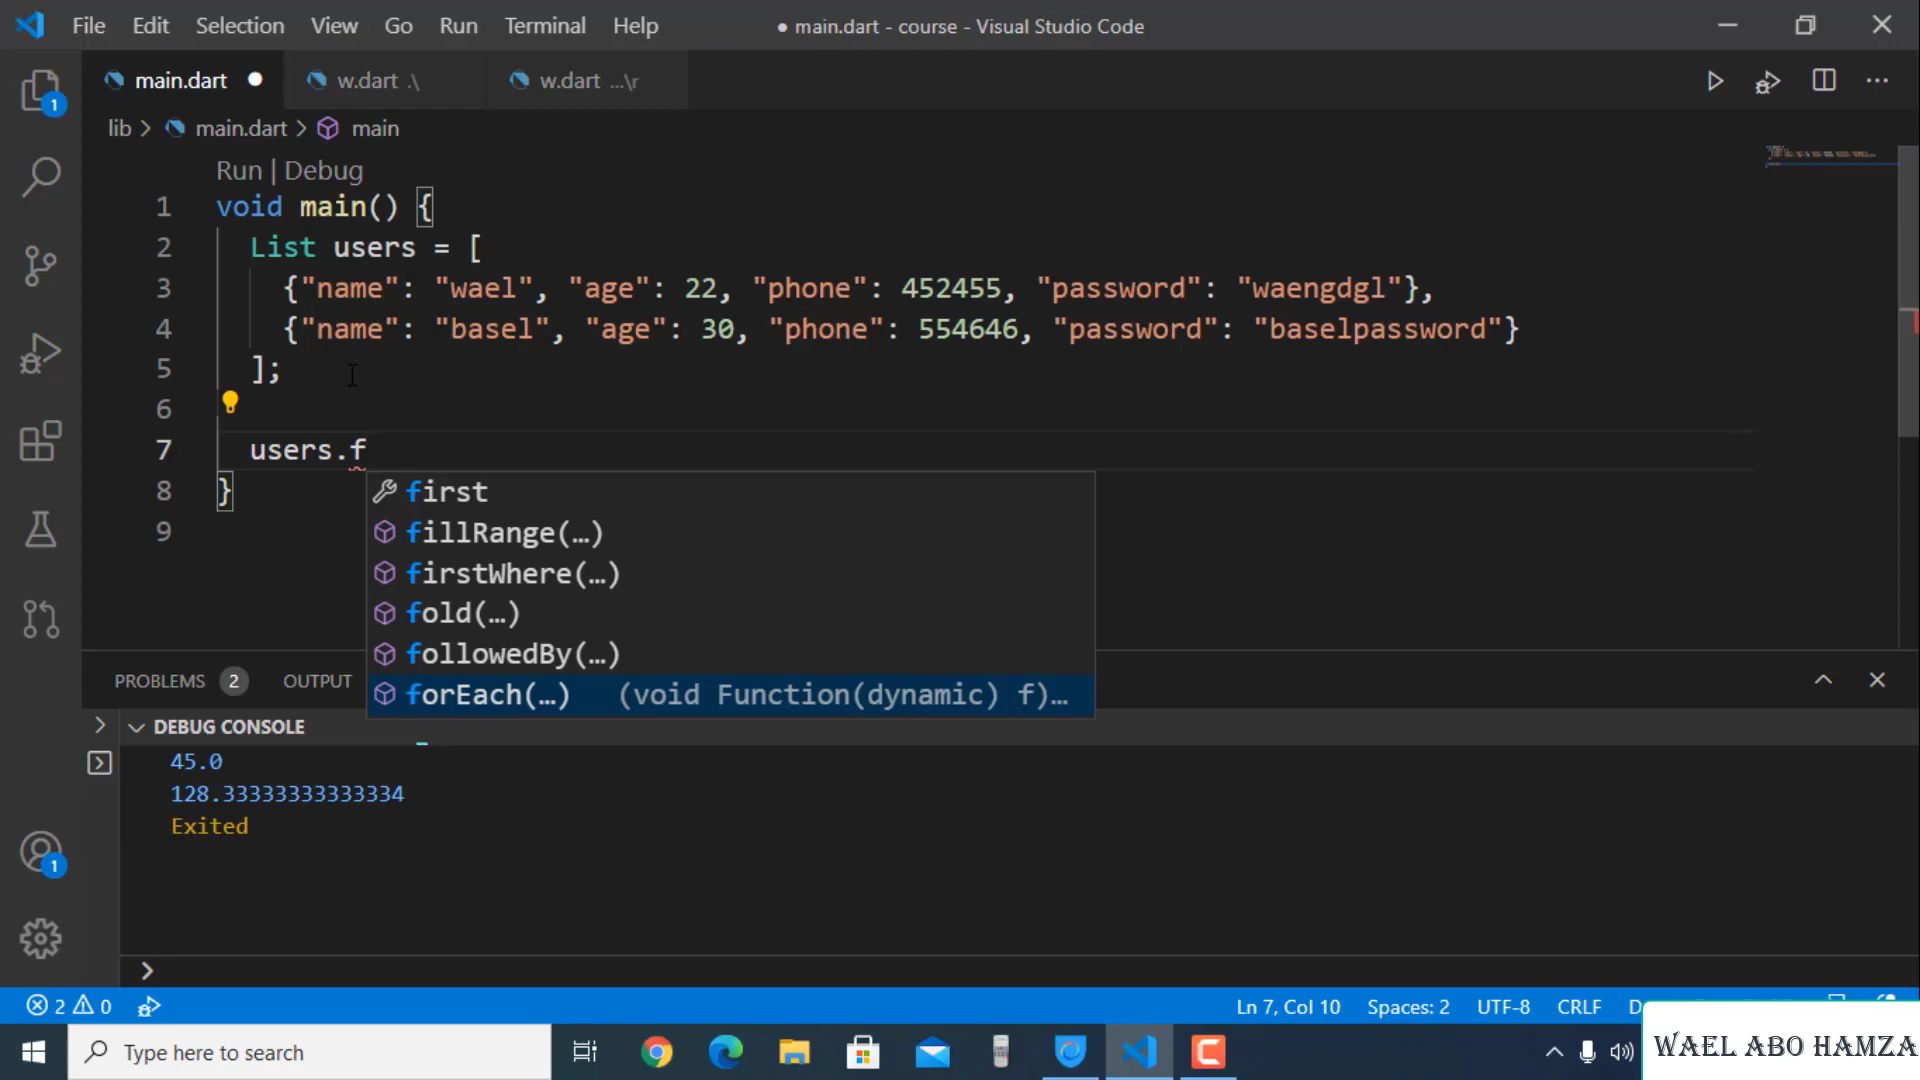 File Edit Selection View Go Run Terminal Help ● main.dart - course - Visual Studio Code
main.dart w.dart .\ w.dart ...\r
1
lib > main.dart > main
Run | Debug
1 void main() {
2 List users = [
3 {"name": "wael", "age": 22, "phone": 452455, "password": "waengdgl"},
4 {"name": "basel", "age": 30, "phone": 554646, "password": "baselpassword"}
5 ];
6
7 users.f
8 }
9
first
fillRange(…)
firstWhere(…)
fold(…)
followedBy(…)
forEach(…) (void Function(dynamic) f)…
PROBLEMS 2 OUTPUT
DEBUG CONSOLE
45.0
128.33333333333334
Exited
1
2 0 Ln 7, Col 10 Spaces: 2 UTF-8 CRLF
Type here to search
WAEL ABO HAMZA